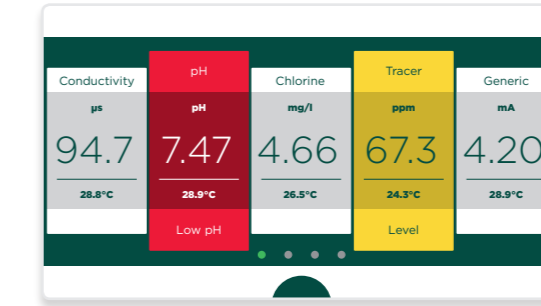 Conductivity
µs
94.7
28.8°C
pH
pH
7.47
28.9°C
Low pH
Chlorine
mg/l
4.66
26.5°C
Tracer
ppm
67.3
24.3°C
Level
Generic
mA
4.20
28.9°C